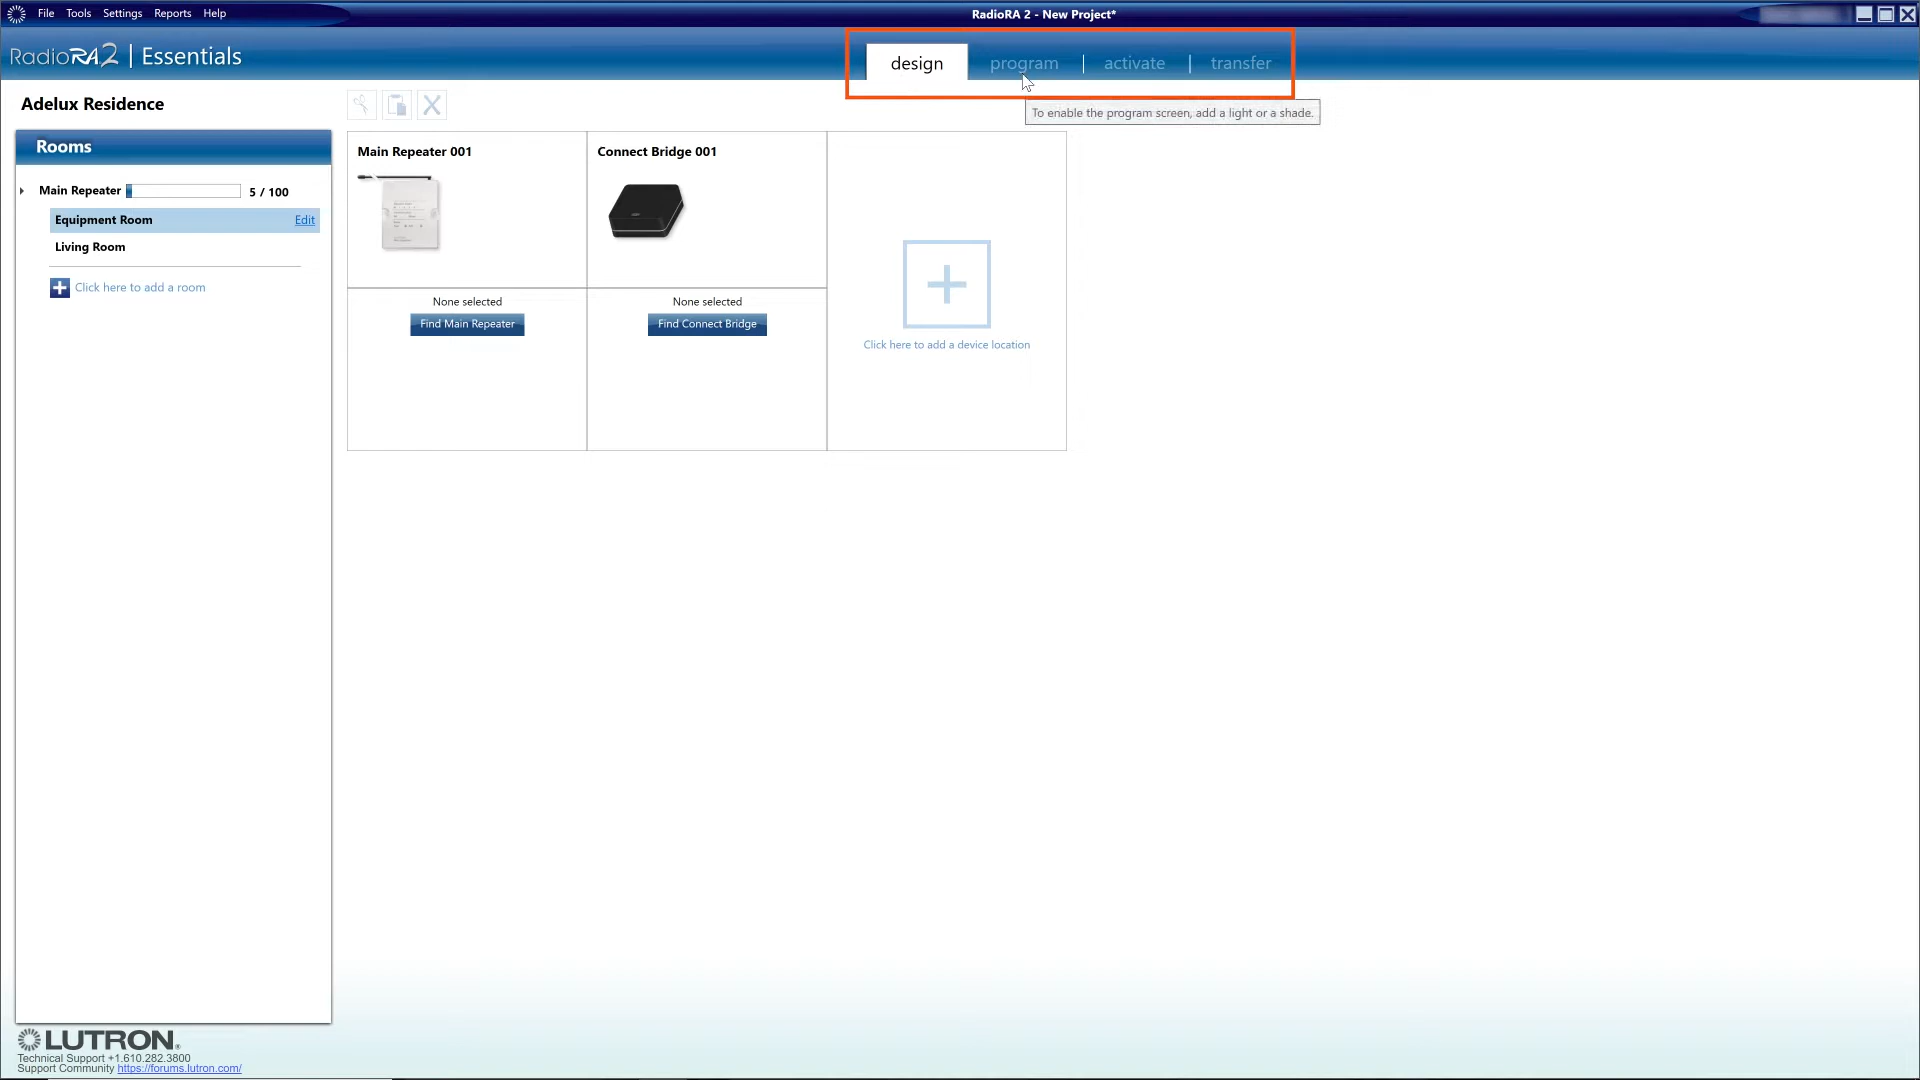 File Tools Settings Reports Help
RadioRA 2 - New Project*
RadioRA2 | Essentials
design program activate transfer
To enable the program screen, add a light or a shade.
Adelux Residence
Rooms
Main Repeater 5 / 100
Equipment Room Edit
Living Room
Click here to add a room
Main Repeater 001
Connect Bridge 001
None selected
Find Main Repeater
None selected
Find Connect Bridge
Click here to add a device location
LUTRON
Technical Support +1.610.282.3800
Support Community https://forums.lutron.com/